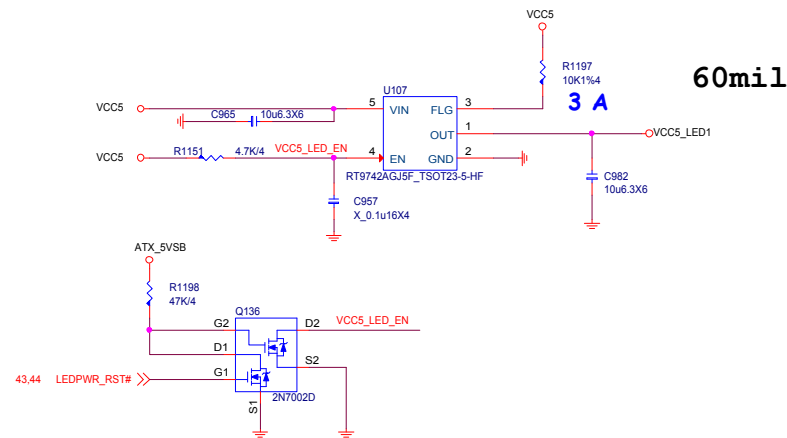 VCC5
R1197
10K1%4
60mil
3 A
U107
VCC5
5 VIN FLG 3
C965 10u6.3X6
OUT 1
VCC5_LED1
VCC5
R1151 4.7K/4 VCC5_LED_EN
4 EN GND 2
RT9742AGJ5F_TSOT23-5-HF
C957
X_0.1u16X4
C982
10u6.3X6
ATX_5VSB
R1198
47K/4
Q136
G2 D2 VCC5_LED_EN
D1 S2
43,44 LEDPWR_RST# G1
2N7002D
S1